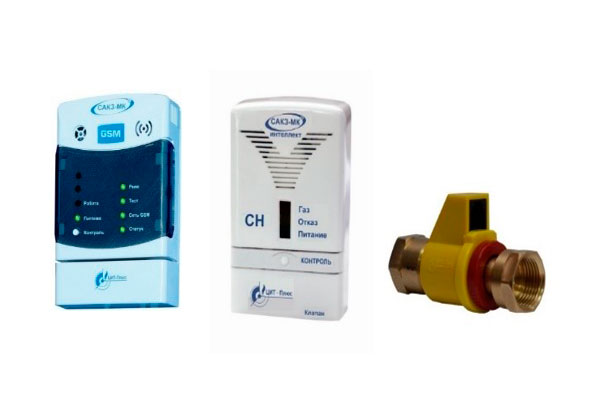 САКЗ-МК
GSM
Реле
Тест
Работа
Сеть GSM
Питание
Статус
Контроль
ЦИТ - Плюс
САКЗ-МК
ИНТЕЛЛЕКТ
CH
Газ
Отказ
Питание
КОНТРОЛЬ
ЦИТ - Плюс
Клапан